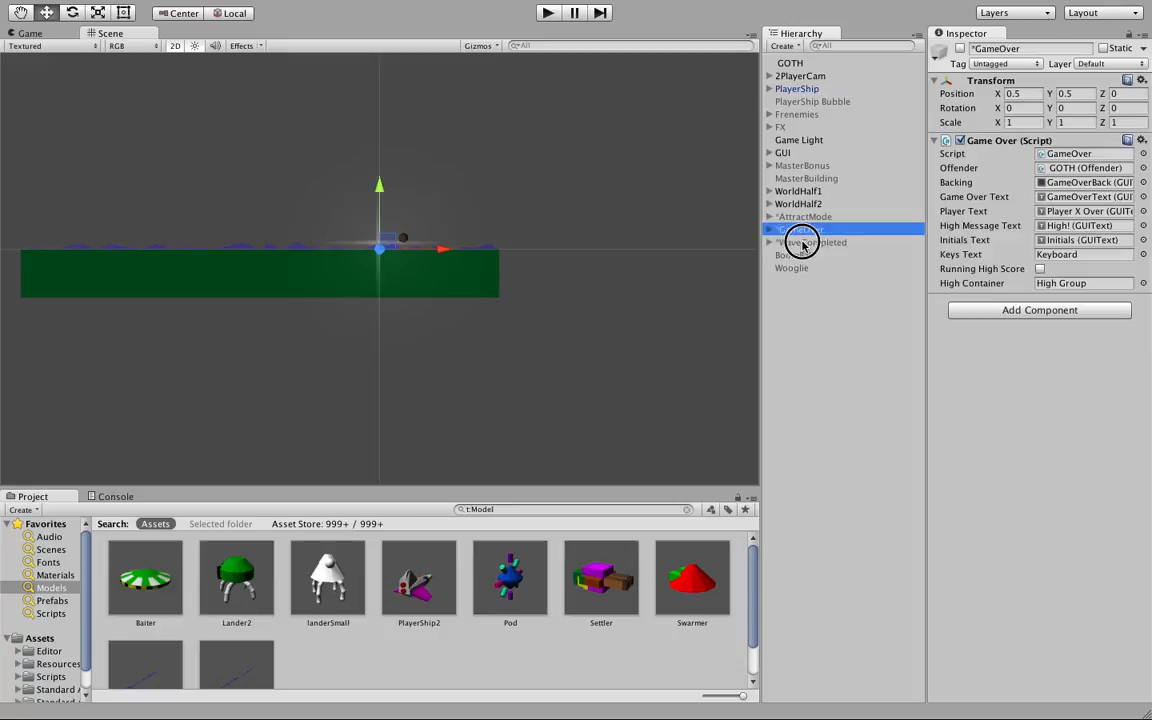 Center Local Layers Layout
Game Scene Hierarchy Inspector
Textured RGB 2D Effects Gizmos All
Create All
*GameOver Static
Tag Untagged Layer Default
GOTH
2PlayerCam
PlayerShip
PlayerShip Bubble
Frenemies
FX
Game Light
GUI
MasterBonus
MasterBuilding
WorldHalf1
WorldHalf2
*AttractMode
Wooglie
Transform
Position X 0.5 Y 0.5 Z 0
Rotation X 0 Y 0 Z 0
Scale X 1 Y 1 Z 1
Game Over (Script)
Script GameOver
Offender GOTH (Offender)
Backing GameOverBack (GUI
Game Over Text GameOverText (GUI
Player Text Player X Over (GUITe
High Message Text High! (GUIText)
Initials Text Initials (GUIText)
Keys Text Keyboard
Running High Score
High Container High Group
Add Component
Project Console
Create t:Model
Favorites
Audio
Scenes
Fonts
Materials
Models
Prefabs
Scripts
Assets
Editor
Resources
Scripts
Standard A
Search: Assets Selected folder Asset Store: 999+ / 999+
Baiter Lander2 landerSmall PlayerShip2 Pod Settler Swarmer